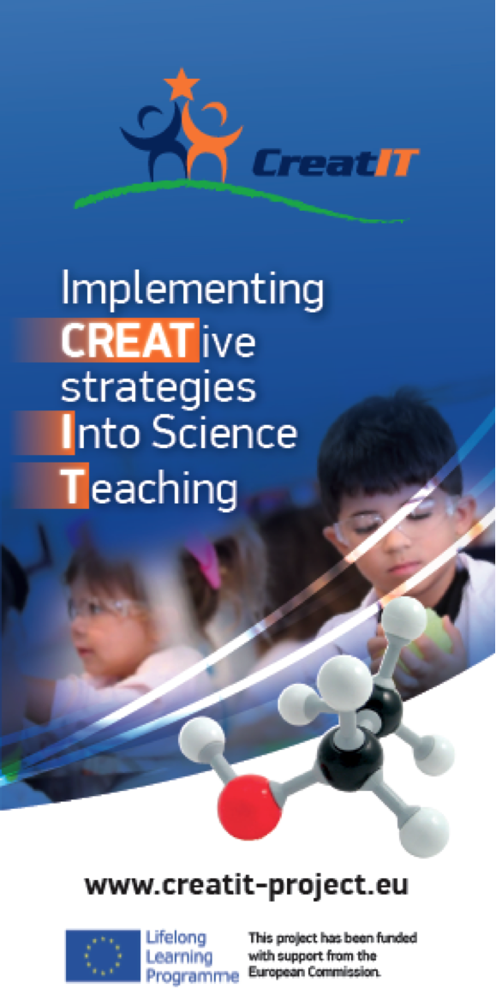 CreatIT
Implementing
CREATive
strategies
Into Science
Teaching
www.creatit-project.eu
Lifelong
Learning
Programme
This project has been funded
with support from the
European Commission.